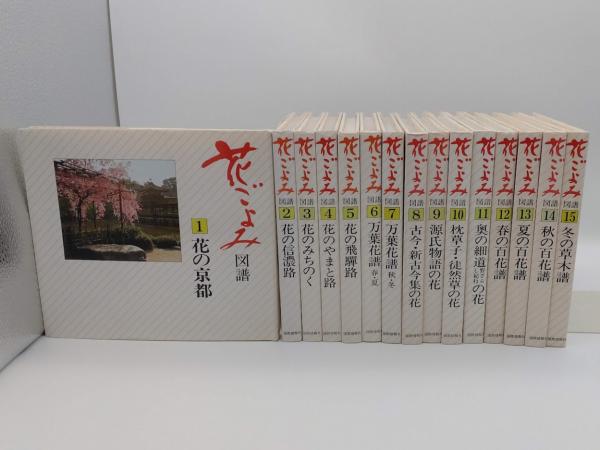 花ごよみ
図譜
1
花の京都
花ごよみ
図譜
2
花の信濃路
花ごよみ
図譜
3
花のみちのく
花ごよみ
図譜
4
花のやまと路
花ごよみ
図譜
5
花の飛騨路
花ごよみ
図譜
6
万葉花譜 春・夏
花ごよみ
図譜
7
万葉花譜 秋・冬
花ごよみ
図譜
8
古今・新古今集の花
花ごよみ
図譜
9
源氏物語の花
花ごよみ
図譜
10
枕草子・徒然草の花
花ごよみ
図譜
11
奥の細道の花
花ごよみ
図譜
12
春の百花譜
花ごよみ
図譜
13
夏の百花譜
花ごよみ
図譜
14
秋の百花譜
花ごよみ
図譜
15
冬の草木譜